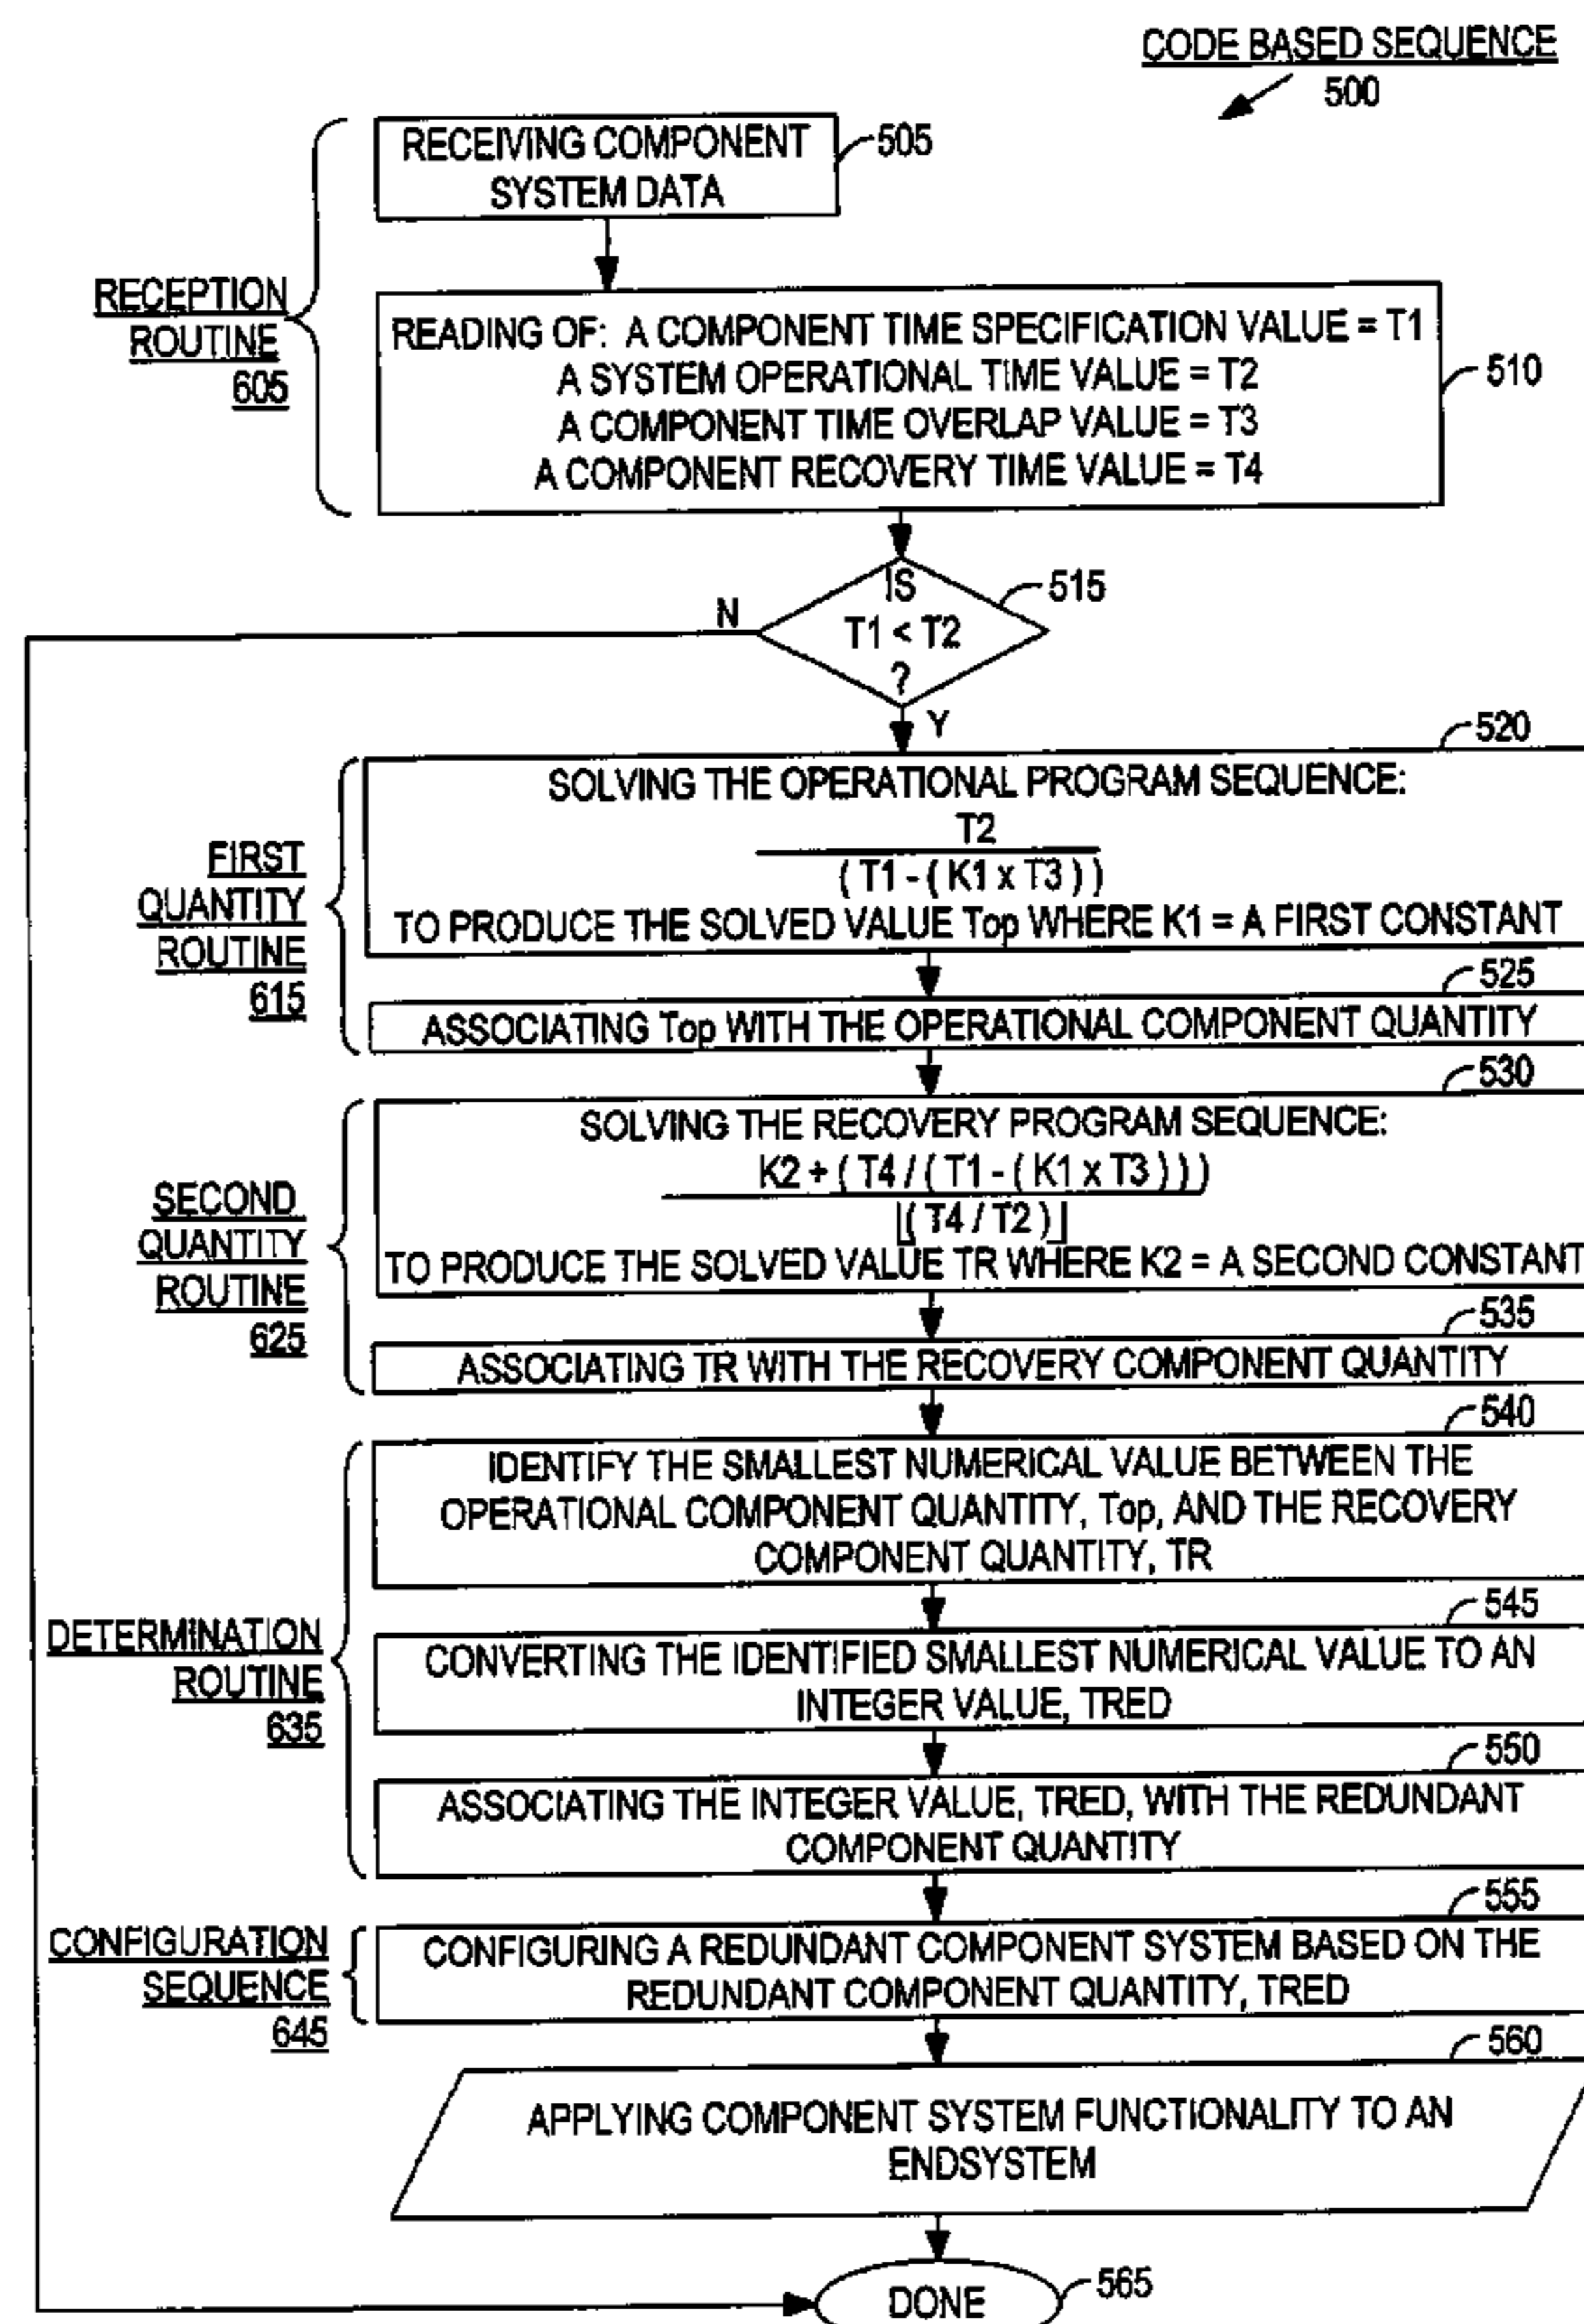 CODE BASED SEQUENCE
500
RECEIVING COMPONENT
SYSTEM DATA
505
RECEPTION
ROUTINE
605
READING OF: A COMPONENT TIME SPECIFICATION VALUE = T1
A SYSTEM OPERATIONAL TIME VALUE = T2
A COMPONENT TIME OVERLAP VALUE = T3
A COMPONENT RECOVERY TIME VALUE = T4
510
IS
T1 < T2
?
515
N
Y
520
FIRST
QUANTITY
ROUTINE
615
SOLVING THE OPERATIONAL PROGRAM SEQUENCE:
T2
( T1 - ( K1 x T3 ) )
TO PRODUCE THE SOLVED VALUE Top WHERE K1 = A FIRST CONSTANT
525
ASSOCIATING Top WITH THE OPERATIONAL COMPONENT QUANTITY
530
SECOND
QUANTITY
ROUTINE
625
SOLVING THE RECOVERY PROGRAM SEQUENCE:
K2 + ( T4 / ( T1 - ( K1 x T3 ) ) )
⌊( T4 / T2 )⌋
TO PRODUCE THE SOLVED VALUE TR WHERE K2 = A SECOND CONSTANT
535
ASSOCIATING TR WITH THE RECOVERY COMPONENT QUANTITY
540
DETERMINATION
ROUTINE
635
IDENTIFY THE SMALLEST NUMERICAL VALUE BETWEEN THE
OPERATIONAL COMPONENT QUANTITY, Top, AND THE RECOVERY
COMPONENT QUANTITY, TR
545
CONVERTING THE IDENTIFIED SMALLEST NUMERICAL VALUE TO AN
INTEGER VALUE, TRED
550
ASSOCIATING THE INTEGER VALUE, TRED, WITH THE REDUNDANT
COMPONENT QUANTITY
555
CONFIGURATION
SEQUENCE
645
CONFIGURING A REDUNDANT COMPONENT SYSTEM BASED ON THE
REDUNDANT COMPONENT QUANTITY, TRED
560
APPLYING COMPONENT SYSTEM FUNCTIONALITY TO AN
ENDSYSTEM
DONE
565